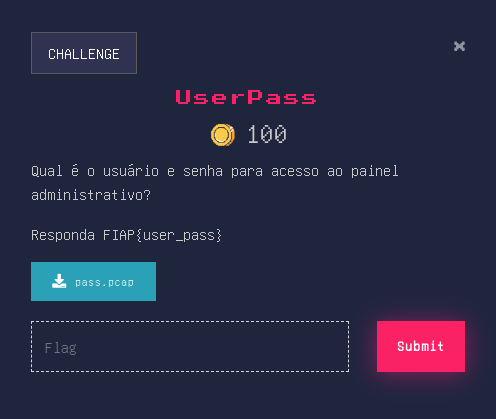 CHALLENGE
×
UserPass
100
Qual é o usuário e senha para acesso ao painel
administrativo?
Responda FIAP{user_pass}
pass.pcap
Flag
Submit